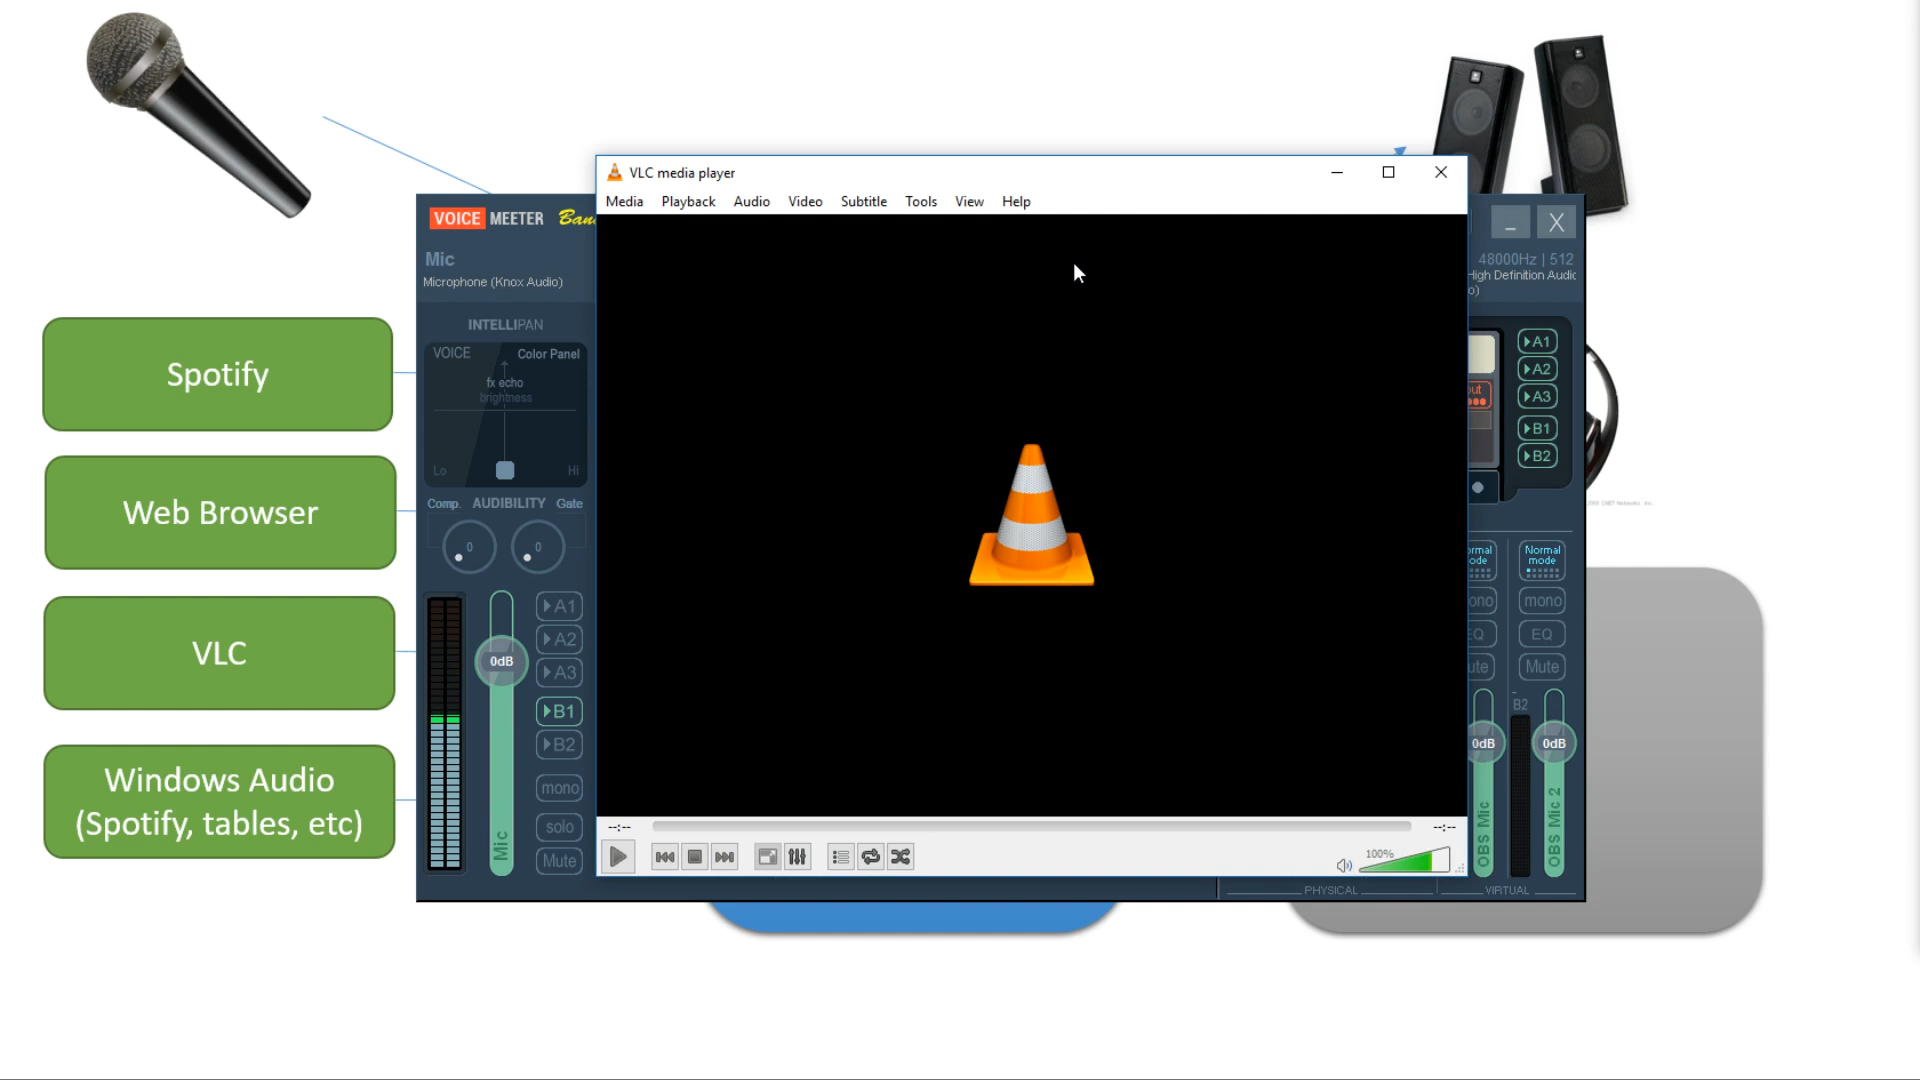 VLC media player
Media Playback Audio Video Subtitle Tools View Help
VOICE MEETER
Mic
Microphone (Knox Audio)
48000Hz | 512
High Definition Audio
INTELLIPAN
VOICE Color Panel
fx echo
brightness
Lo Hi
Comp. AUDIBILITY Gate
0 0
Spotify
Web Browser
VLC
Windows Audio
(Spotify, tables, etc)
0dB
A1
A2
A3
B1
B2
mono
solo
Mute
Mic
A1
A2
A3
B1
B2
Normal
mode
mono
EQ
Mute
B2
0dB 0dB
OBS Mic
OBS Mic 2
--:-- --:--
100%
PHYSICAL VIRTUAL